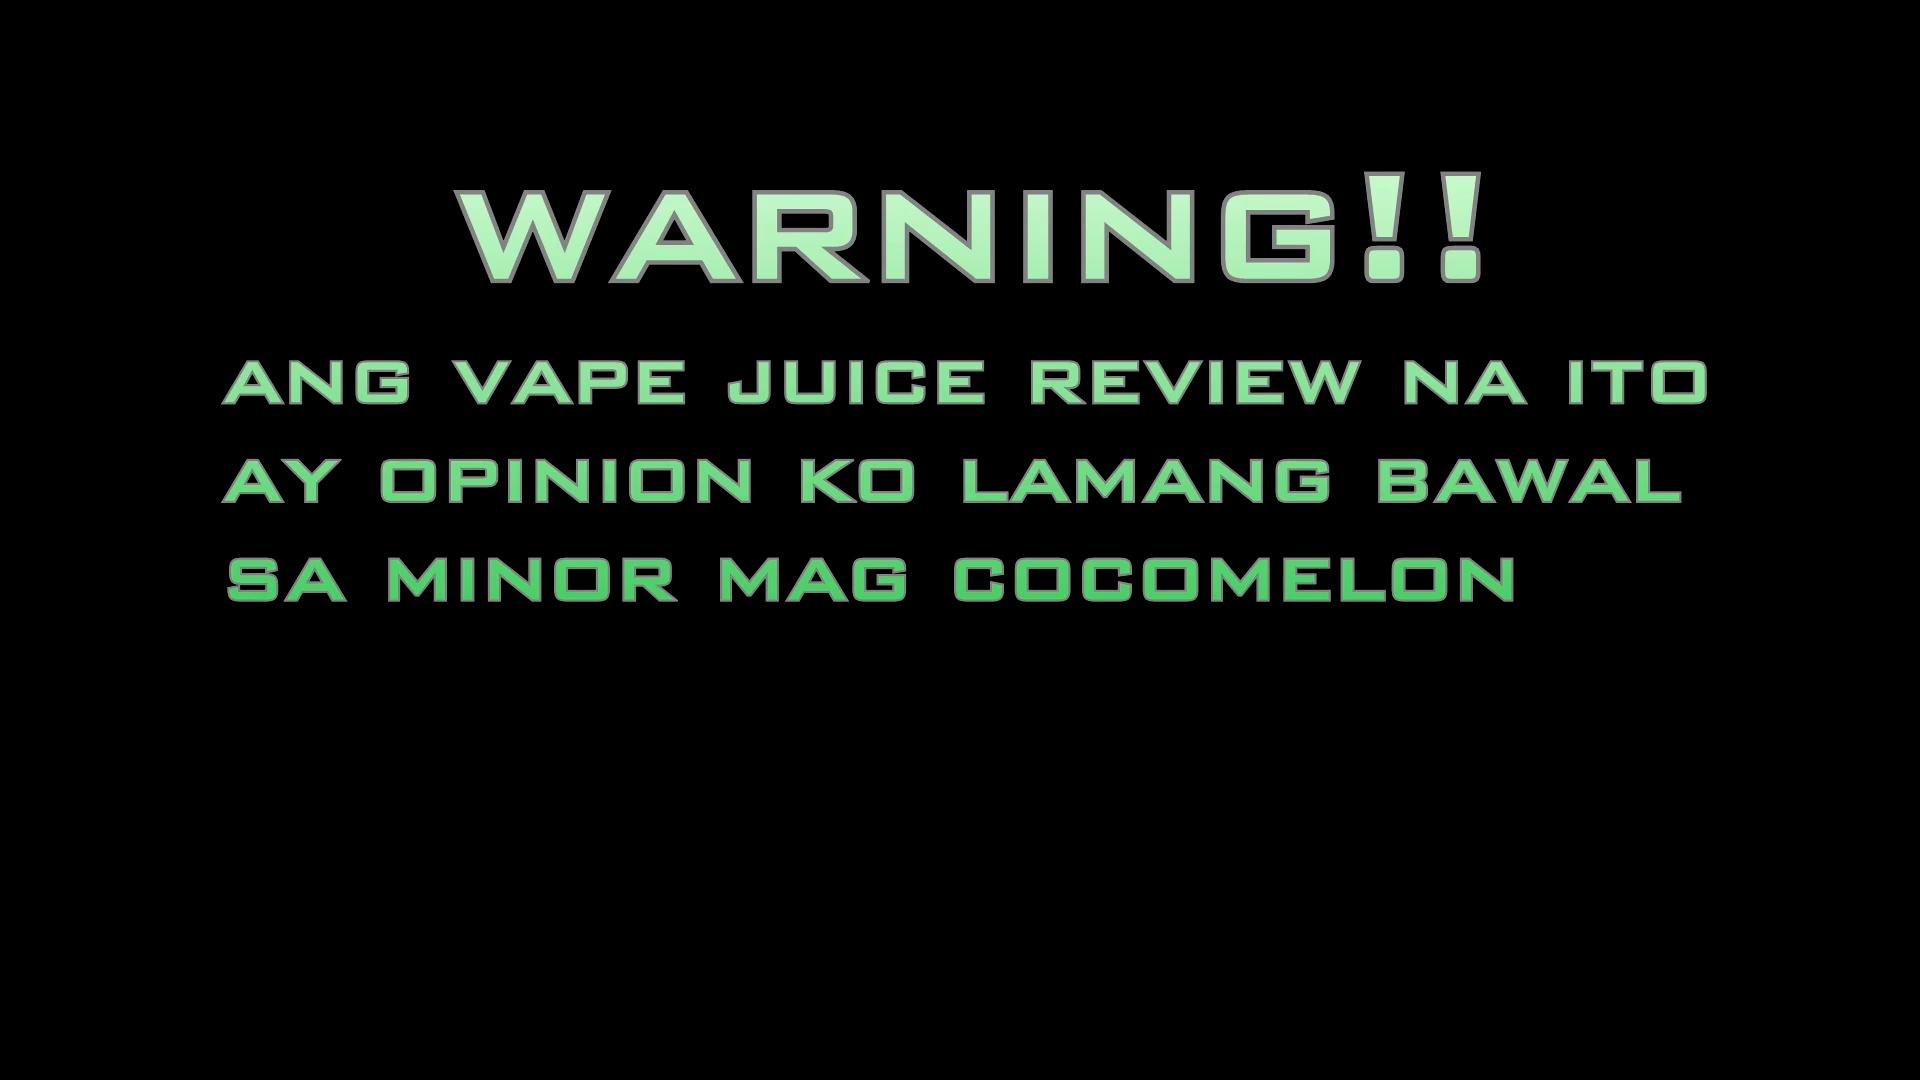 WARNING!!
ANG VAPE JUICE REVIEW NA ITO
AY OPINION KO LAMANG BAWAL
SA MINOR MAG COCOMELON